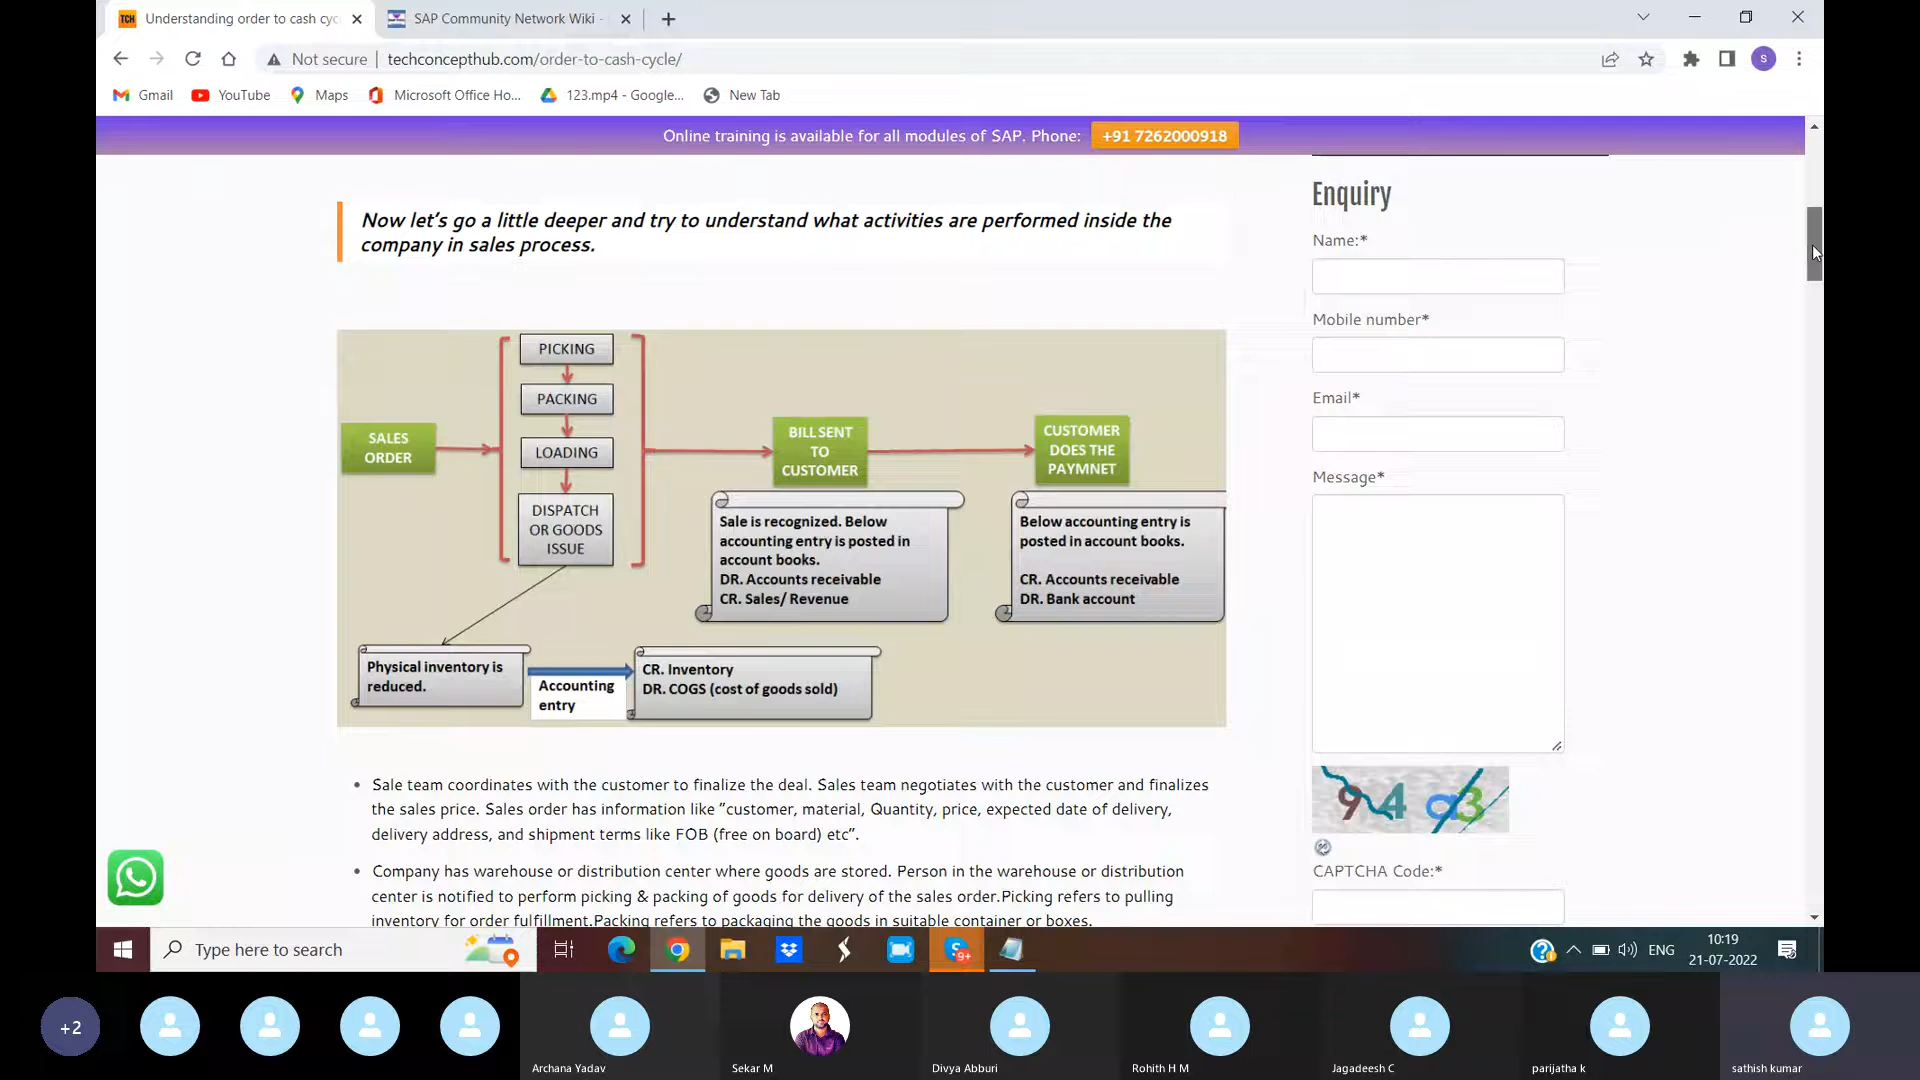 TCH Understanding order to cash cyc
SAP Community Network Wiki -
Not secure | techconcepthub.com/order-to-cash-cycle/
S
Gmail
YouTube
Maps
Microsoft Office Ho...
123.mp4 - Google...
New Tab
Online training is available for all modules of SAP. Phone: +91 7262000918
Now let's go a little deeper and try to understand what activities are performed inside the
company in sales process.
PICKING
PACKING
LOADING
DISPATCH
OR GOODS
ISSUE
SALES
ORDER
BILL SENT
TO
CUSTOMER
CUSTOMER
DOES THE
PAYMNET
Sale is recognized. Below
accounting entry is posted in
account books.
DR. Accounts receivable
CR. Sales/ Revenue
Below accounting entry is
posted in account books.
CR. Accounts receivable
DR. Bank account
Physical inventory is
reduced.
Accounting
entry
CR. Inventory
DR. COGS (cost of goods sold)
Sale team coordinates with the customer to finalize the deal. Sales team negotiates with the customer and finalizes
the sales price. Sales order has information like "customer, material, Quantity, price, expected date of delivery,
delivery address, and shipment terms like FOB (free on board) etc".
Company has warehouse or distribution center where goods are stored. Person in the warehouse or distribution
center is notified to perform picking & packing of goods for delivery of the sales order.Picking refers to pulling
inventory for order fulfillment.Packing refers to packaging the goods in suitable container or boxes.
Enquiry
Name:*
Mobile number*
Email*
Message*
94 a3
CAPTCHA Code:*
Type here to search
9+
ENG
10:19
21-07-2022
+2
Archana Yadav
Sekar M
Divya Abburi
Rohith H M
Jagadeesh C
parijatha k
sathish kumar